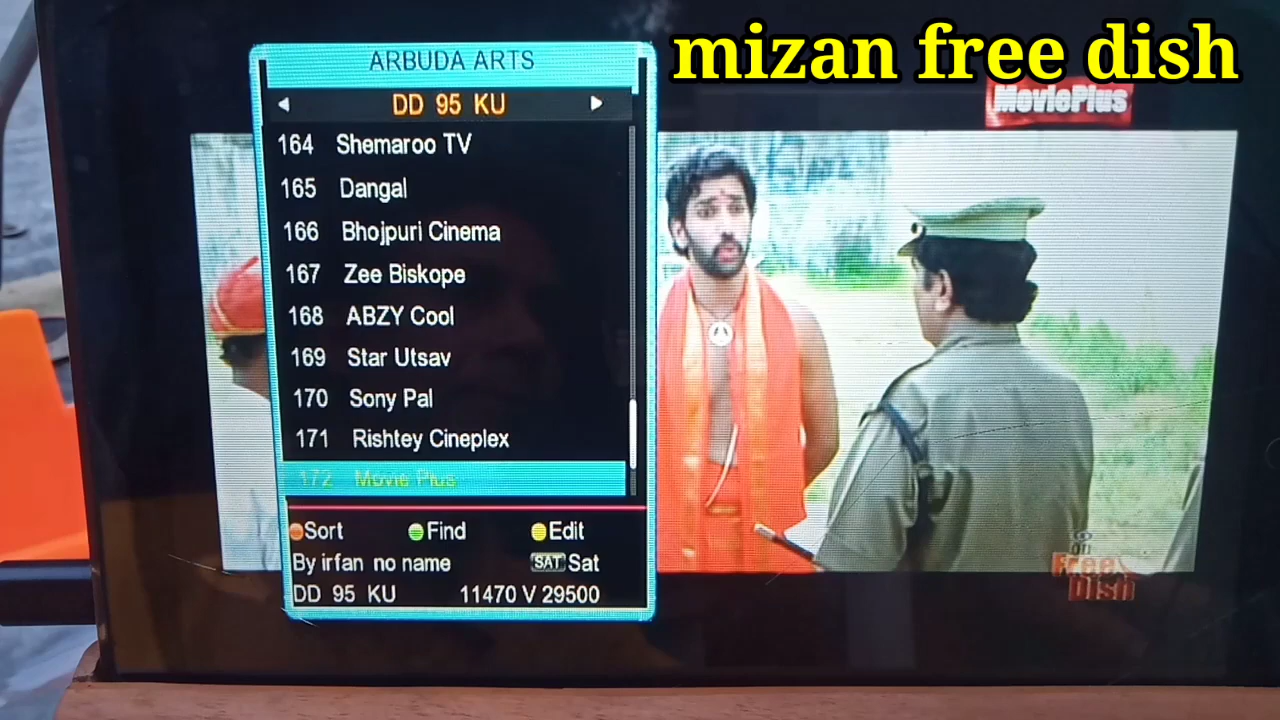 mizan free dish
ARBUDA ARTS
DD 95 KU
MoviePlus
164 Shemaroo TV
165 Dangal
166 Bhojpuri Cinema
167 Zee Biskope
168 ABZY Cool
169 Star Utsav
170 Sony Pal
171 Rishtey Cineplex
172 Movie Plus
Sort Find Edit
By irfan no name SAT Sat
DD 95 KU 11470 V 29500
on
Free
Dish